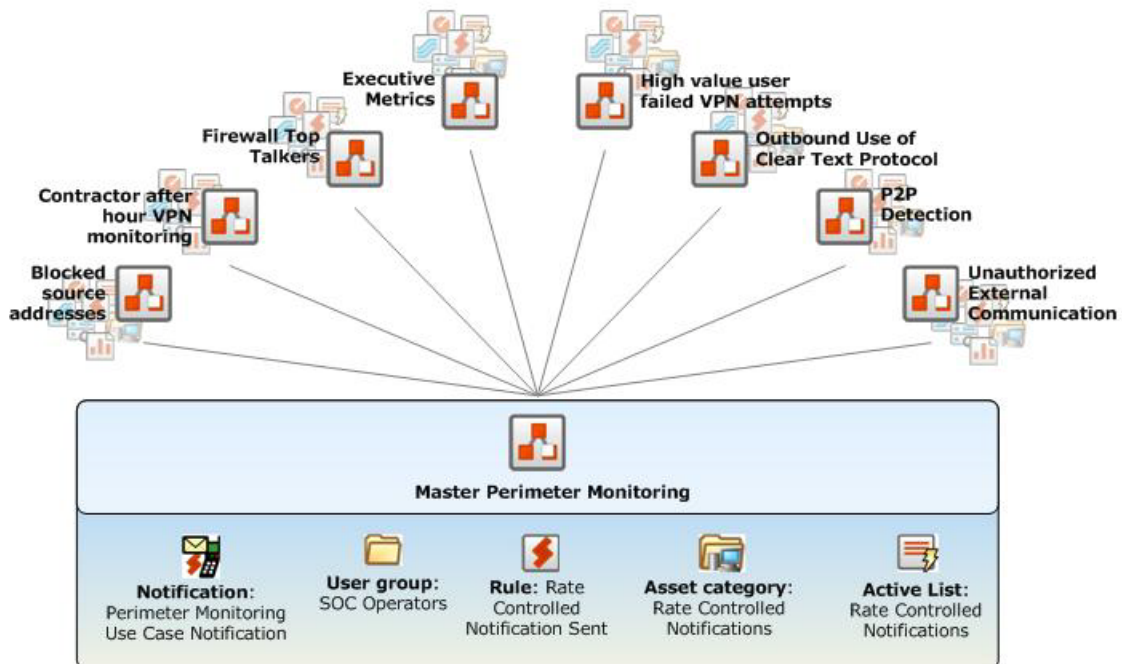 Executive
Metrics
High value user
failed VPN attempts
Firewall Top
Talkers
Outbound Use of
Clear Text Protocol
Contractor after
hour VPN
monitoring
P2P
Detection
Blocked
source
addresses
Unauthorized
External
Communication
Master Perimeter Monitoring
Notification:
Perimeter Monitoring
Use Case Notification
User group:
SOC Operators
Rule: Rate
Controlled
Notification Sent
Asset category:
Rate Controlled
Notifications
Active List:
Rate Controlled
Notifications